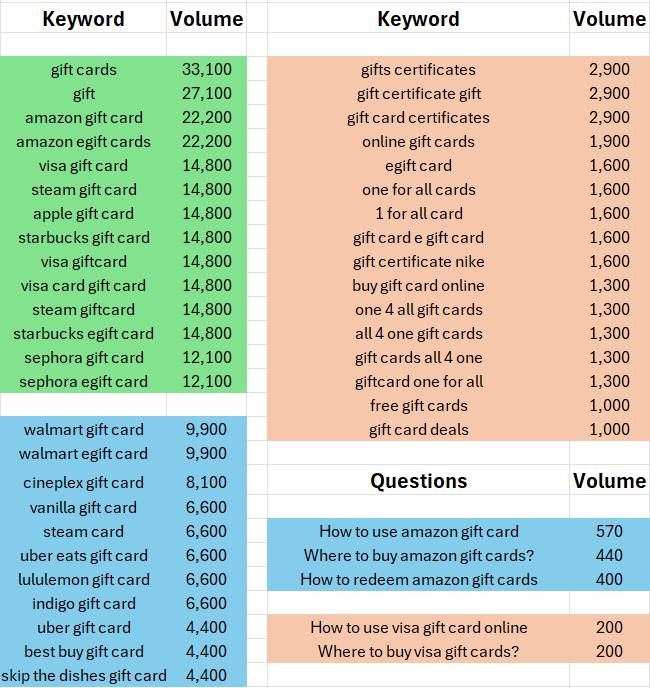 Keyword Volume
gift cards 33,100
gift 27,100
amazon gift card 22,200
amazon egift cards 22,200
visa gift card 14,800
steam gift card 14,800
apple gift card 14,800
starbucks gift card 14,800
visa giftcard 14,800
visa card gift card 14,800
steam giftcard 14,800
starbucks egift card 14,800
sephora gift card 12,100
sephora egift card 12,100
walmart gift card 9,900
walmart egift card 9,900
cineplex gift card 8,100
vanilla gift card 6,600
steam card 6,600
uber eats gift card 6,600
lululemon gift card 6,600
indigo gift card 6,600
uber gift card 4,400
best buy gift card 4,400
skip the dishes gift card 4,400
Keyword Volume
gifts certificates 2,900
gift certificate gift 2,900
gift card certificates 2,900
online gift cards 1,900
egift card 1,600
one for all cards 1,600
1 for all card 1,600
gift card e gift card 1,600
gift certificate nike 1,600
buy gift card online 1,300
one 4 all gift cards 1,300
all 4 one gift cards 1,300
gift cards all 4 one 1,300
giftcard one for all 1,300
free gift cards 1,000
gift card deals 1,000
Questions Volume
How to use amazon gift card 570
Where to buy amazon gift cards? 440
How to redeem amazon gift cards 400
How to use visa gift card online 200
Where to buy visa gift cards? 200